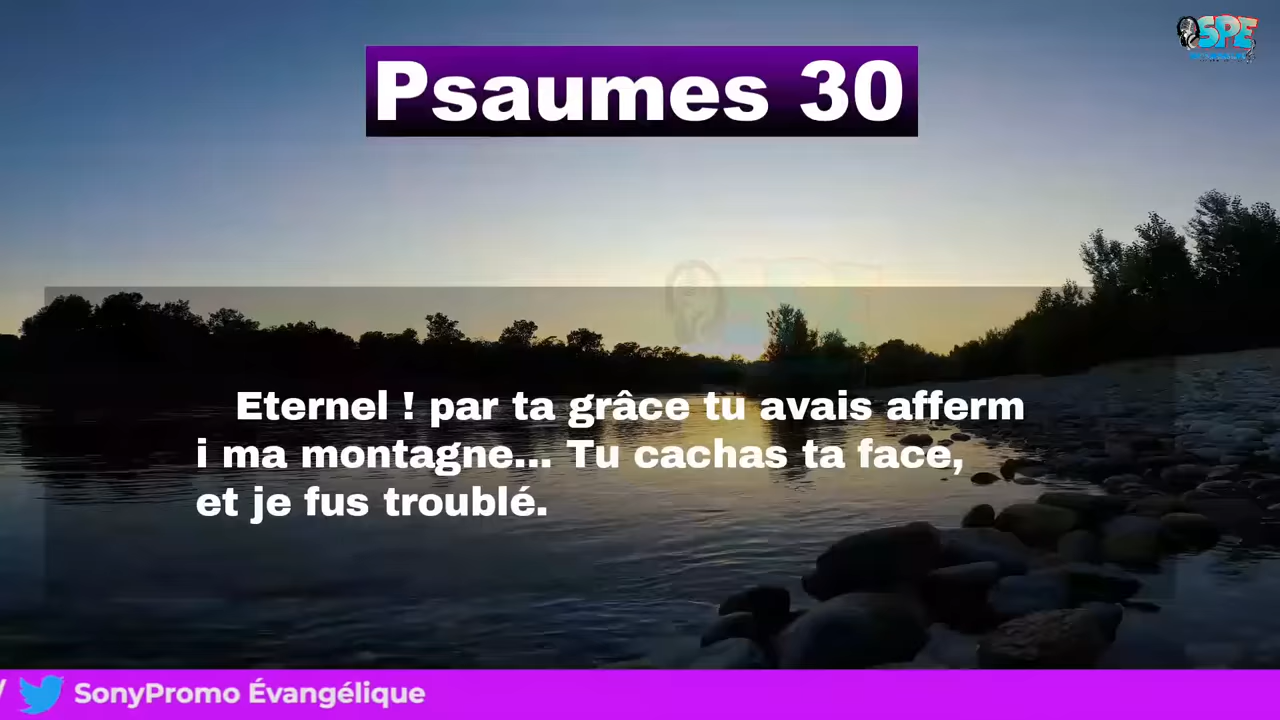 SPE
Psaumes 30
Eternel ! par ta grâce tu avais afferm
i ma montagne... Tu cachas ta face,
et je fus troublé.
SonyPromo Évangélique